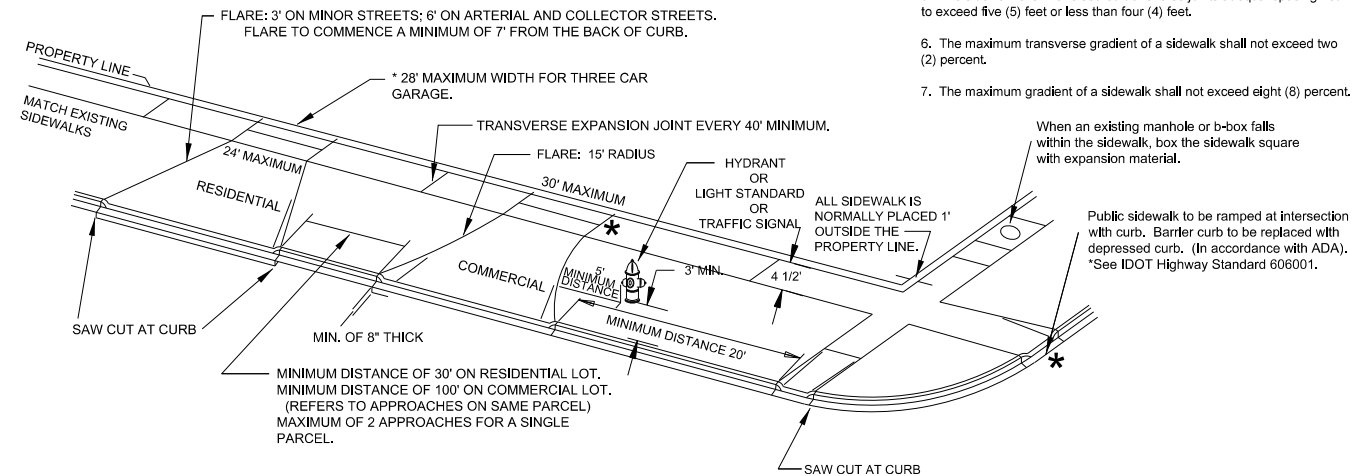 to exceed five (5) feet or less than four (4) feet.
6. The maximum transverse gradient of a sidewalk shall not exceed two
(2) percent.
7. The maximum gradient of a sidewalk shall not exceed eight (8) percent.
FLARE: 3' ON MINOR STREETS; 6' ON ARTERIAL AND COLLECTOR STREETS.
FLARE TO COMMENCE A MINIMUM OF 7' FROM THE BACK OF CURB.
PROPERTY LINE
* 28' MAXIMUM WIDTH FOR THREE CAR
GARAGE.
MATCH EXISTING
SIDEWALKS
TRANSVERSE EXPANSION JOINT EVERY 40' MINIMUM.
24' MAXIMUM
RESIDENTIAL
FLARE: 15' RADIUS
30' MAXIMUM
*
COMMERCIAL
HYDRANT
OR
LIGHT STANDARD
OR
TRAFFIC SIGNAL
ALL SIDEWALK IS
NORMALLY PLACED 1'
OUTSIDE THE
PROPERTY LINE.
When an existing manhole or b-box falls
within the sidewalk, box the sidewalk square
with expansion material.
Public sidewalk to be ramped at intersection
with curb. Barrier curb to be replaced with
depressed curb. (In accordance with ADA).
*See IDOT Highway Standard 606001.
*
5'
MINIMUM
DISTANCE
3' MIN.
4 1/2'
MINIMUM DISTANCE 20'
SAW CUT AT CURB
MIN. OF 8" THICK
MINIMUM DISTANCE OF 30' ON RESIDENTIAL LOT.
MINIMUM DISTANCE OF 100' ON COMMERCIAL LOT.
(REFERS TO APPROACHES ON SAME PARCEL)
MAXIMUM OF 2 APPROACHES FOR A SINGLE
PARCEL.
SAW CUT AT CURB